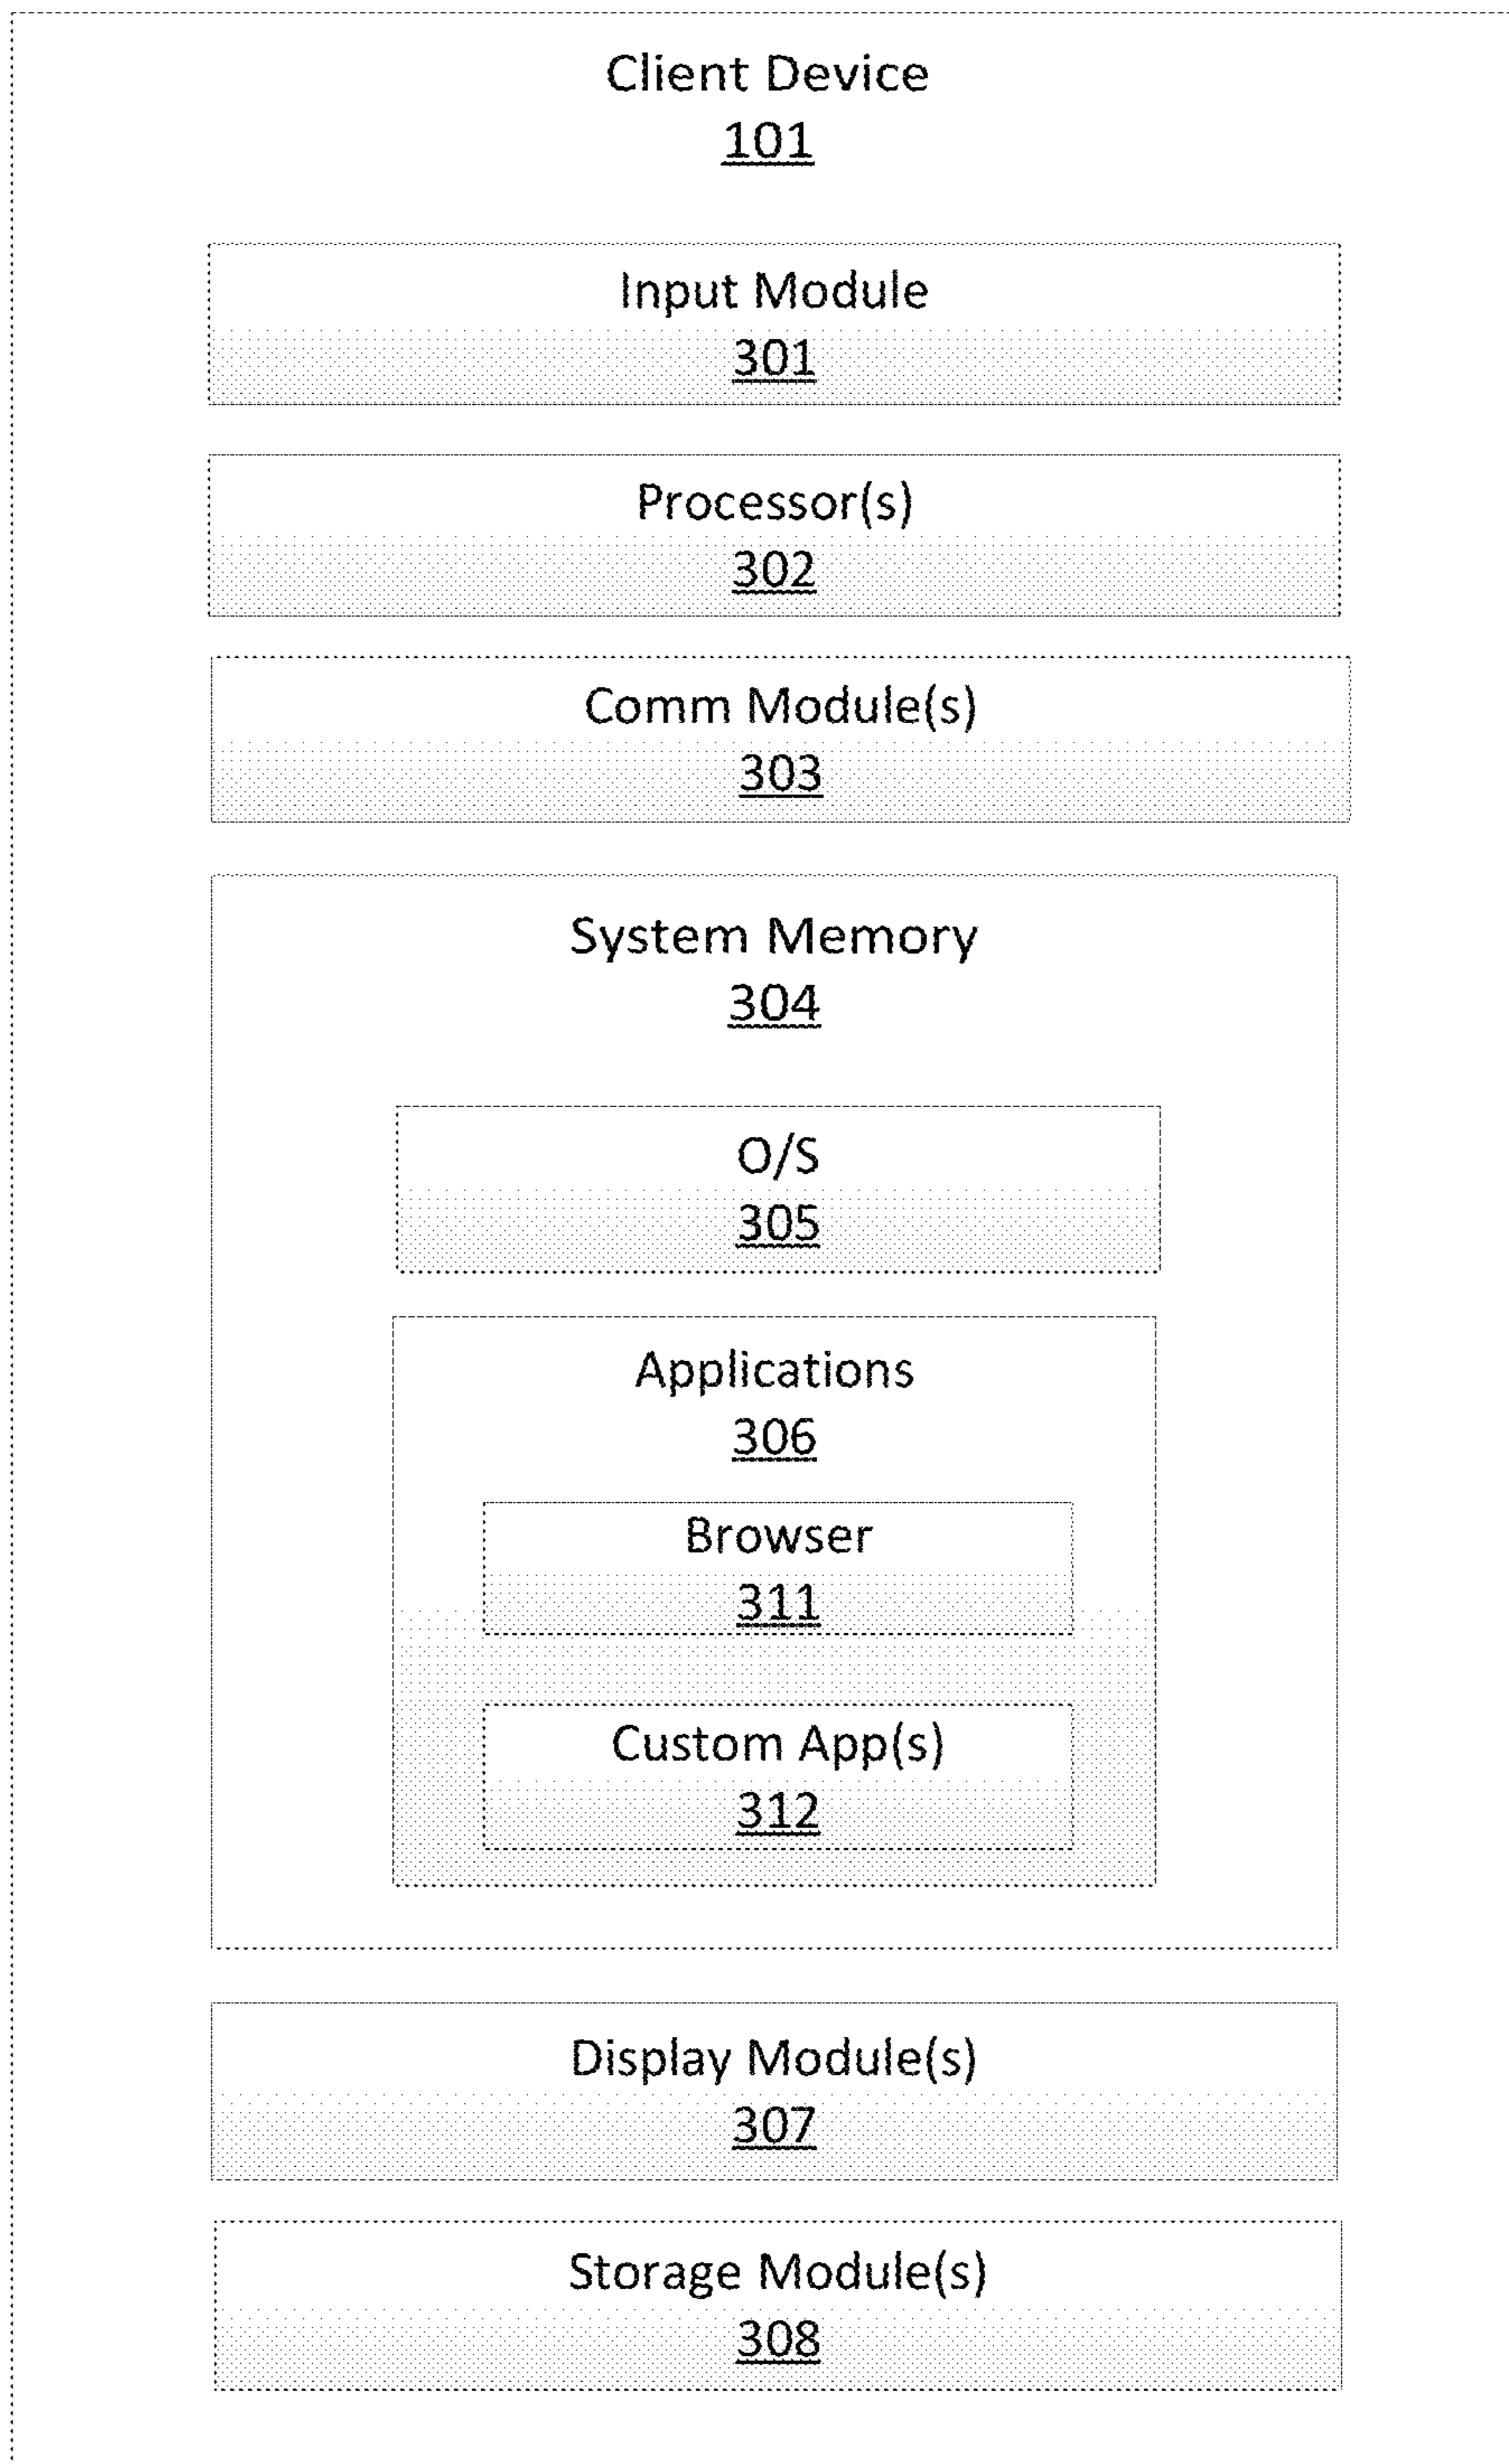 Client Device
101
Input Module
301
Processor(s)
302
Comm Module(s)
303
System Memory
304
O/S
305
Applications
306
Browser
311
Custom App(s)
312
Display Module(s)
307
Storage Module(s)
308